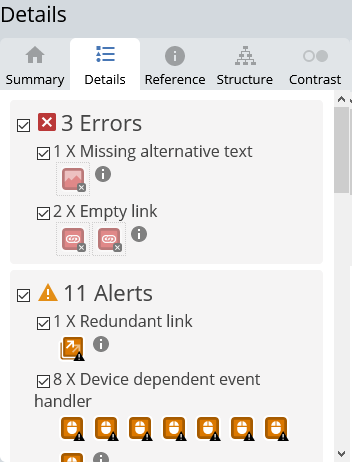 Details
Summary Details Reference Structure Contrast
3 Errors
1 X Missing alternative text
2 X Empty link
11 Alerts
1 X Redundant link
8 X Device dependent event
handler